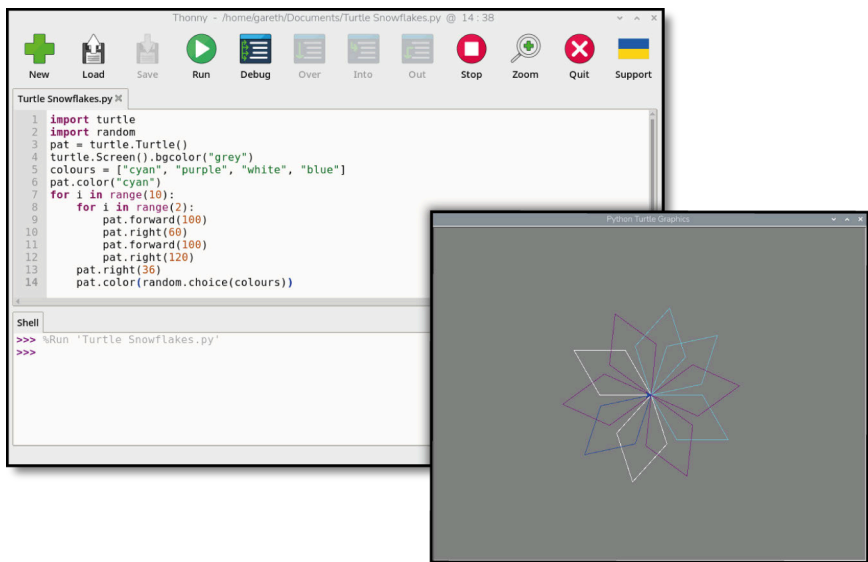 Thonny - /home/gareth/Documents/Turtle Snowflakes.py @ 14 : 38
New Load Save Run Debug Over Into Out Stop Zoom Quit Support
Turtle Snowflakes.py
1 import turtle
2 import random
3 pat = turtle.Turtle()
4 turtle.Screen().bgcolor("grey")
5 colours = ["cyan", "purple", "white", "blue"]
6 pat.color("cyan")
7 for i in range(10):
8     for i in range(2):
9         pat.forward(100)
10         pat.right(60)
11         pat.forward(100)
12         pat.right(120)
13     pat.right(36)
14     pat.color(random.choice(colours))
Shell
>>> %Run 'Turtle Snowflakes.py'
>>>
Python Turtle Graphics